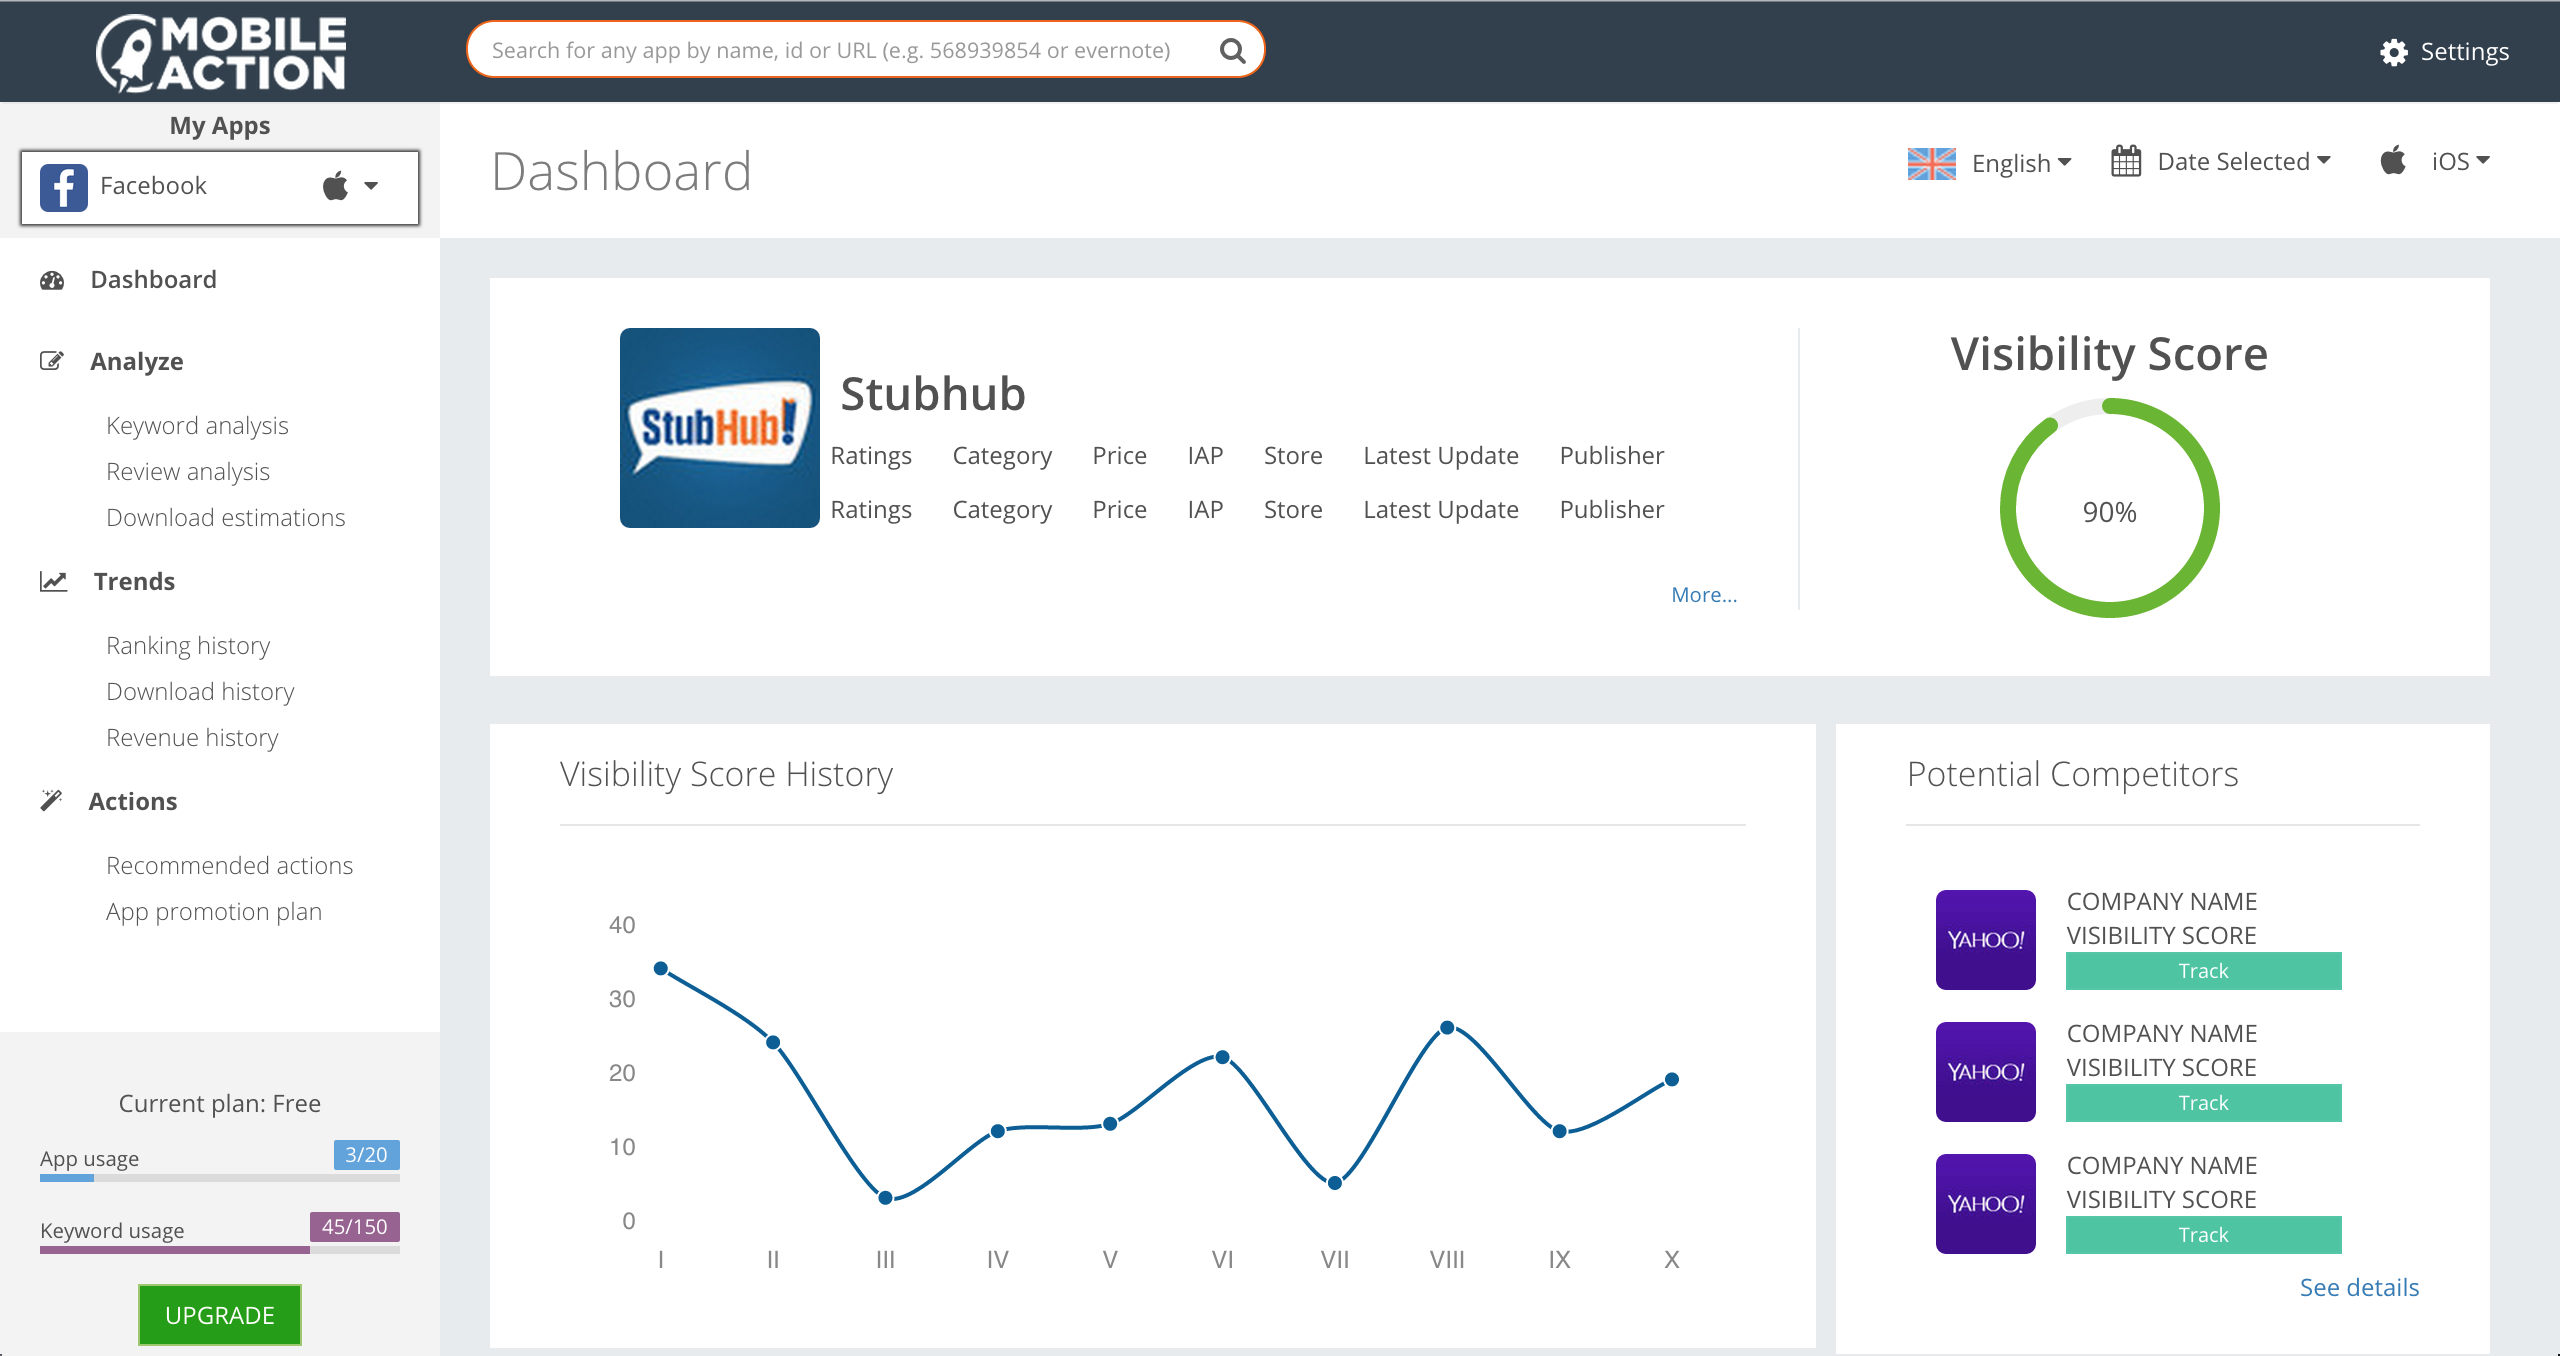 MOBILE
ACTION
Search for any app by name, id or URL (e.g. 568939854 or evernote)
Settings
My Apps
Facebook
Dashboard
Analyze
Keyword analysis
Review analysis
Download estimations
Trends
Ranking history
Download history
Revenue history
Actions
Recommended actions
App promotion plan
Current plan: Free
App usage 3/20
Keyword usage 45/150
UPGRADE
Dashboard
English Date Selected iOS
StubHub!
Stubhub
Ratings Category Price IAP Store Latest Update Publisher
Ratings Category Price IAP Store Latest Update Publisher
More...
Visibility Score
90%
Visibility Score History
40
30
20
10
0
I II III IV V VI VII VIII IX X
Potential Competitors
YAHOO!
COMPANY NAME
VISIBILITY SCORE
Track
YAHOO!
COMPANY NAME
VISIBILITY SCORE
Track
YAHOO!
COMPANY NAME
VISIBILITY SCORE
Track
See details